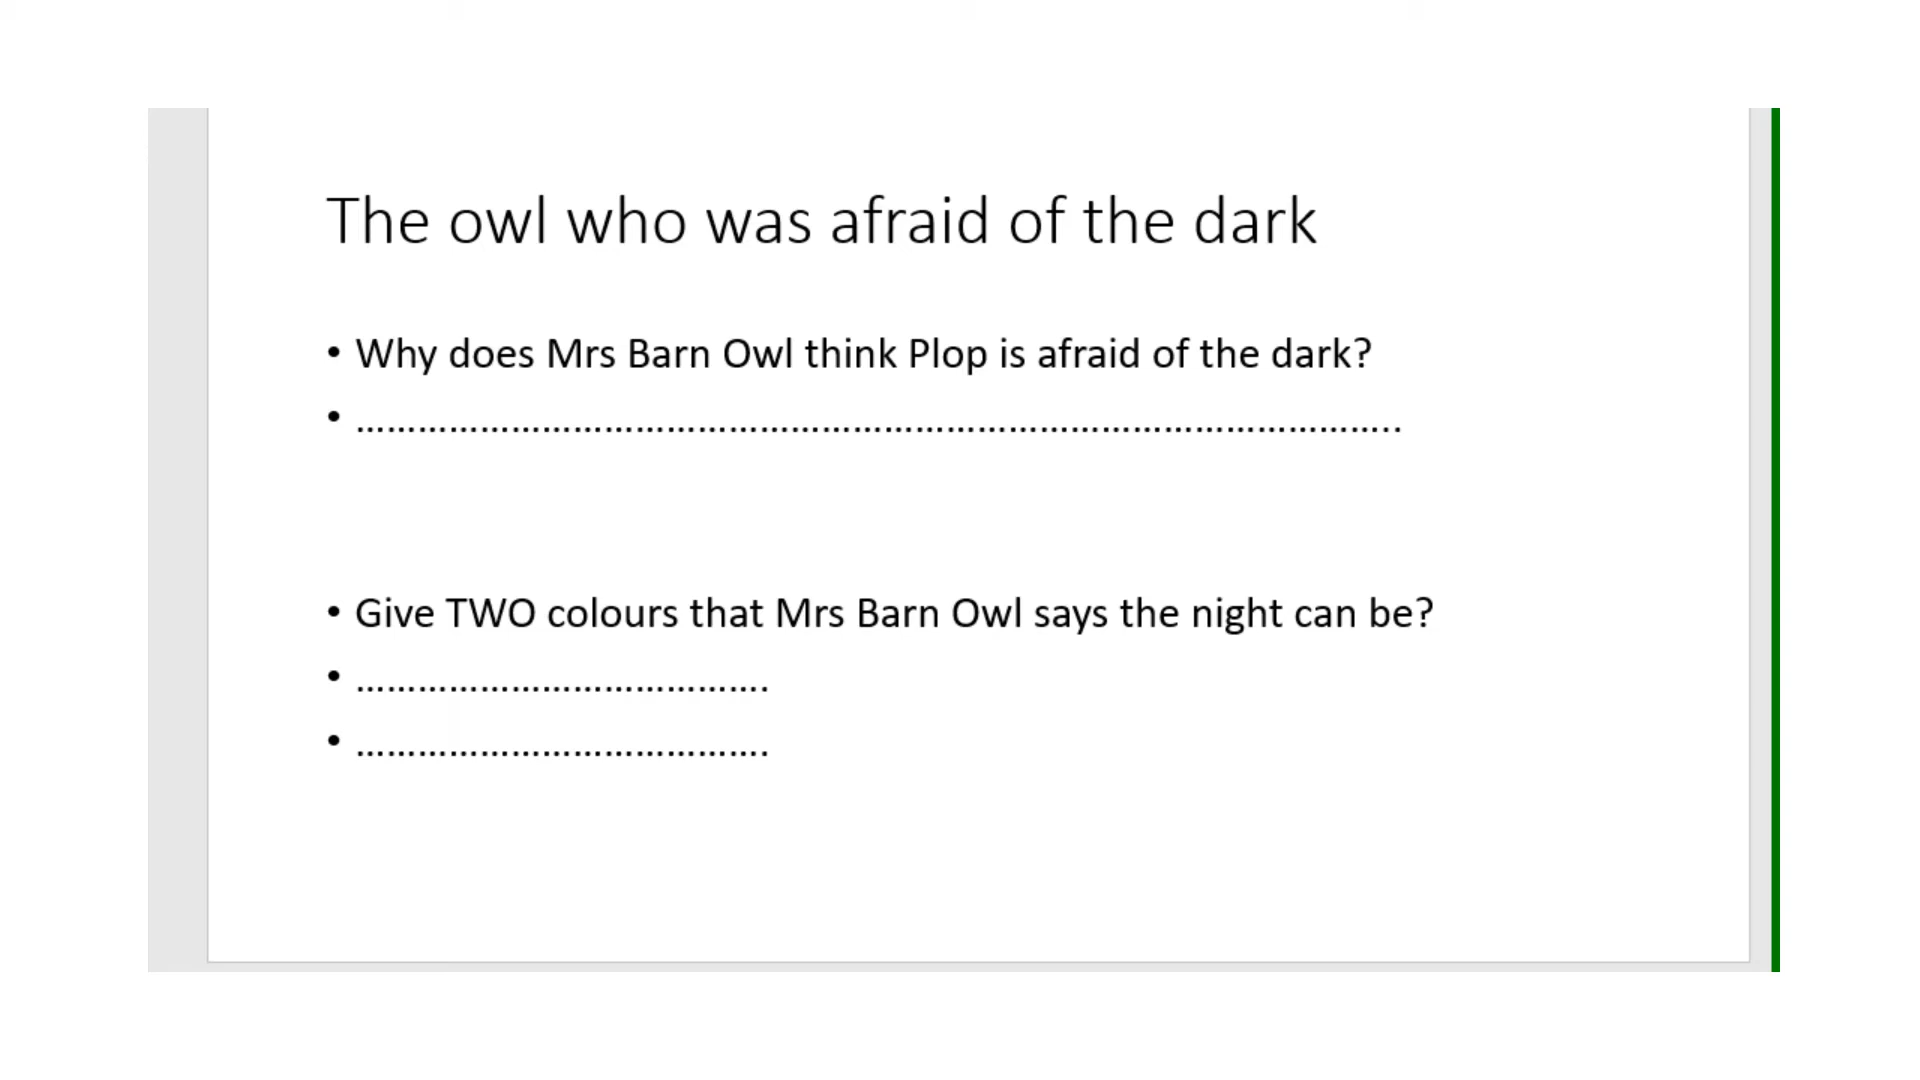 The owl who was afraid of the dark
• Why does Mrs Barn Owl think Plop is afraid of the dark?
• …………………………………………………………………………………………..
• Give TWO colours that Mrs Barn Owl says the night can be?
• ………………………………….
• ………………………………….